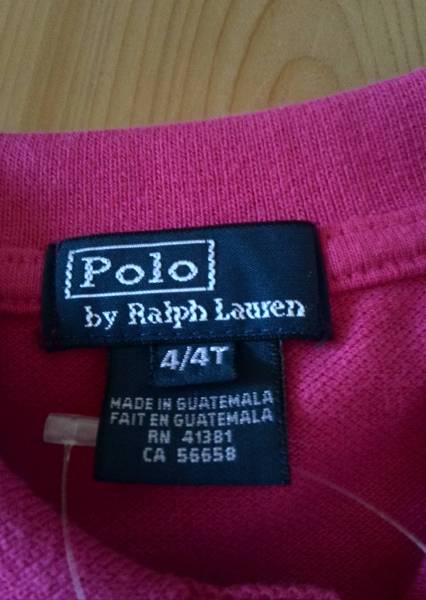 Polo
by Ralph Lauren
4/4T
MADE IN GUATEMALA
FAIT EN GUATEMALA
RN 41381
CA 56658